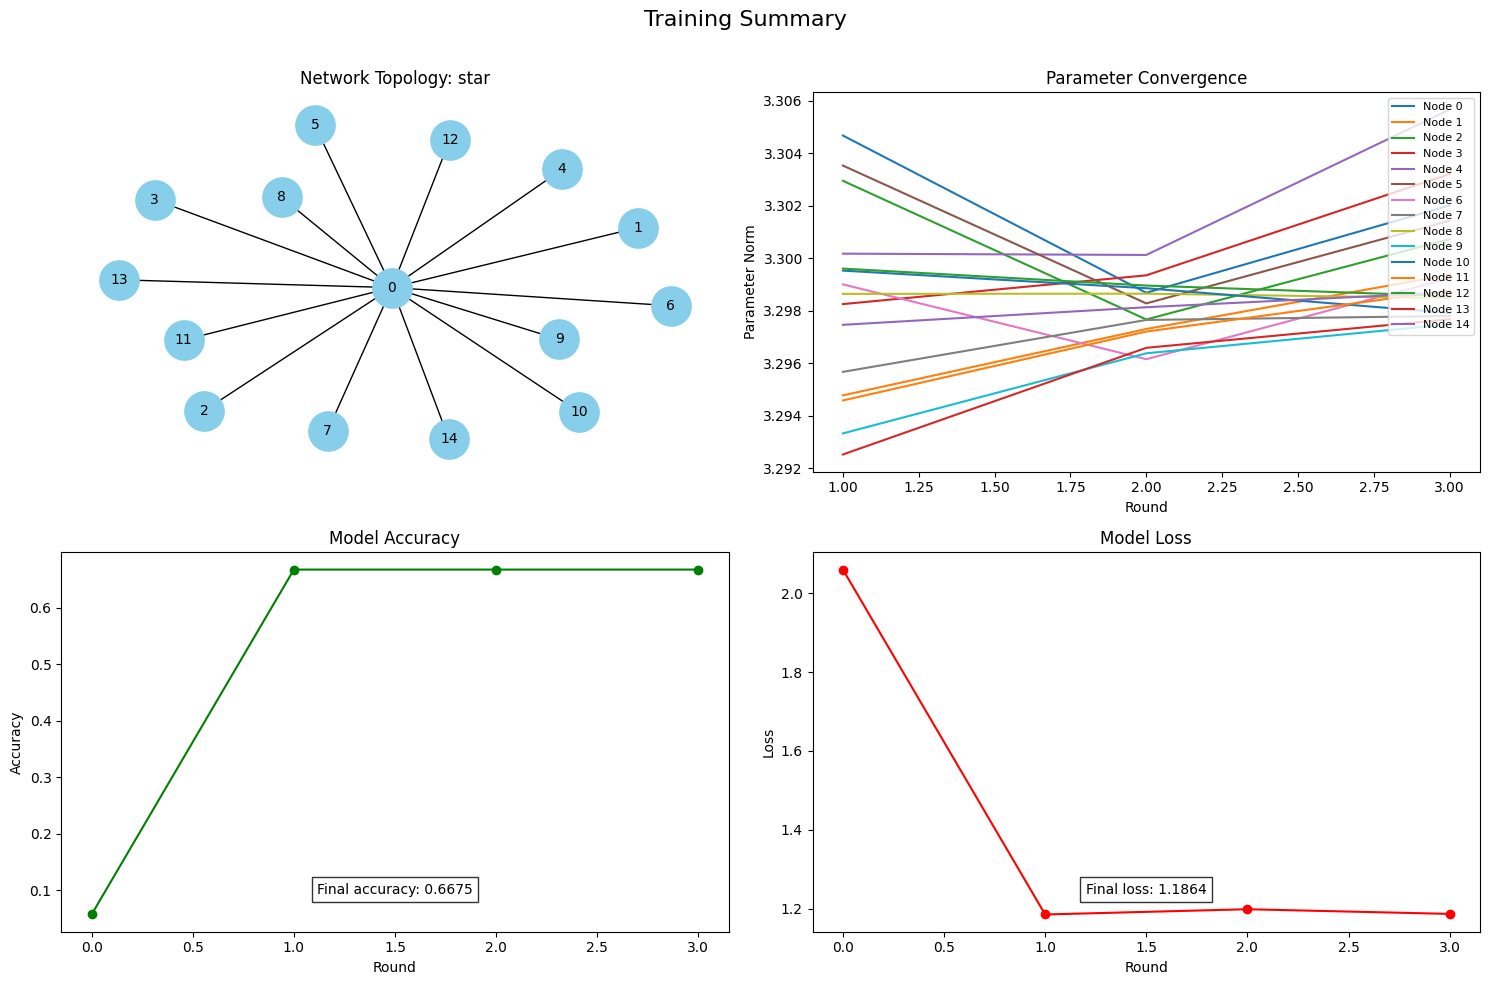 Training Summary
Network Topology: star
5
12
4
3
8
1
13
0
6
11
9
2
10
7
14
Parameter Convergence
3.306
3.304
3.302
3.300
3.298
3.296
3.294
3.292
Parameter Norm
Node 0
Node 1
Node 2
Node 3
Node 4
Node 5
Node 6
Node 7
Node 8
Node 9
Node 10
Node 11
Node 12
Node 13
Node 14
1.00 1.25 1.50 1.75 2.00 2.25 2.50 2.75 3.00
Round
Model Accuracy
0.6
0.5
0.4
0.3
0.2
0.1
Accuracy
Final accuracy: 0.6675
0.0 0.5 1.0 1.5 2.0 2.5 3.0
Round
Model Loss
2.0
1.8
1.6
1.4
1.2
Loss
Final loss: 1.1864
0.0 0.5 1.0 1.5 2.0 2.5 3.0
Round